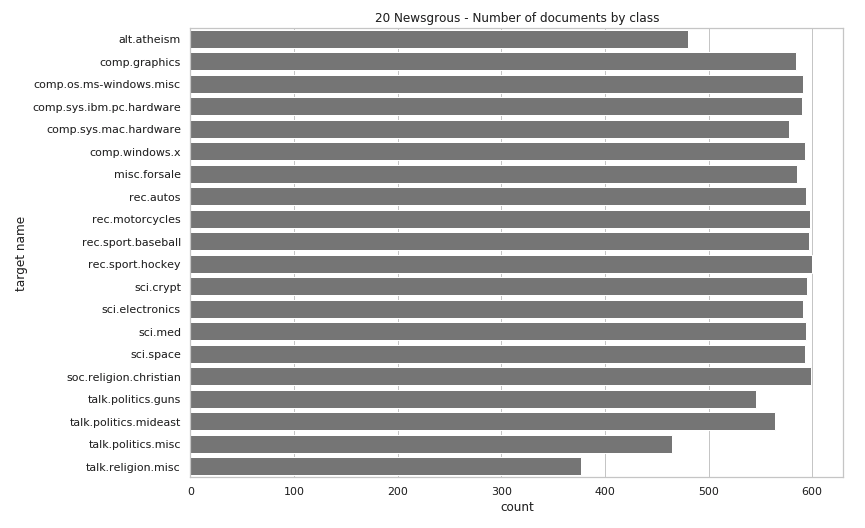 20 Newsgrous - Number of documents by class
alt.atheism
comp.graphics
comp.os.ms-windows.misc
comp.sys.ibm.pc.hardware
comp.sys.mac.hardware
comp.windows.x
misc.forsale
rec.autos
rec.motorcycles
rec.sport.baseball
rec.sport.hockey
sci.crypt
sci.electronics
sci.med
sci.space
soc.religion.christian
talk.politics.guns
talk.politics.mideast
talk.politics.misc
talk.religion.misc
target name
0 100 200 300 400 500 600
count